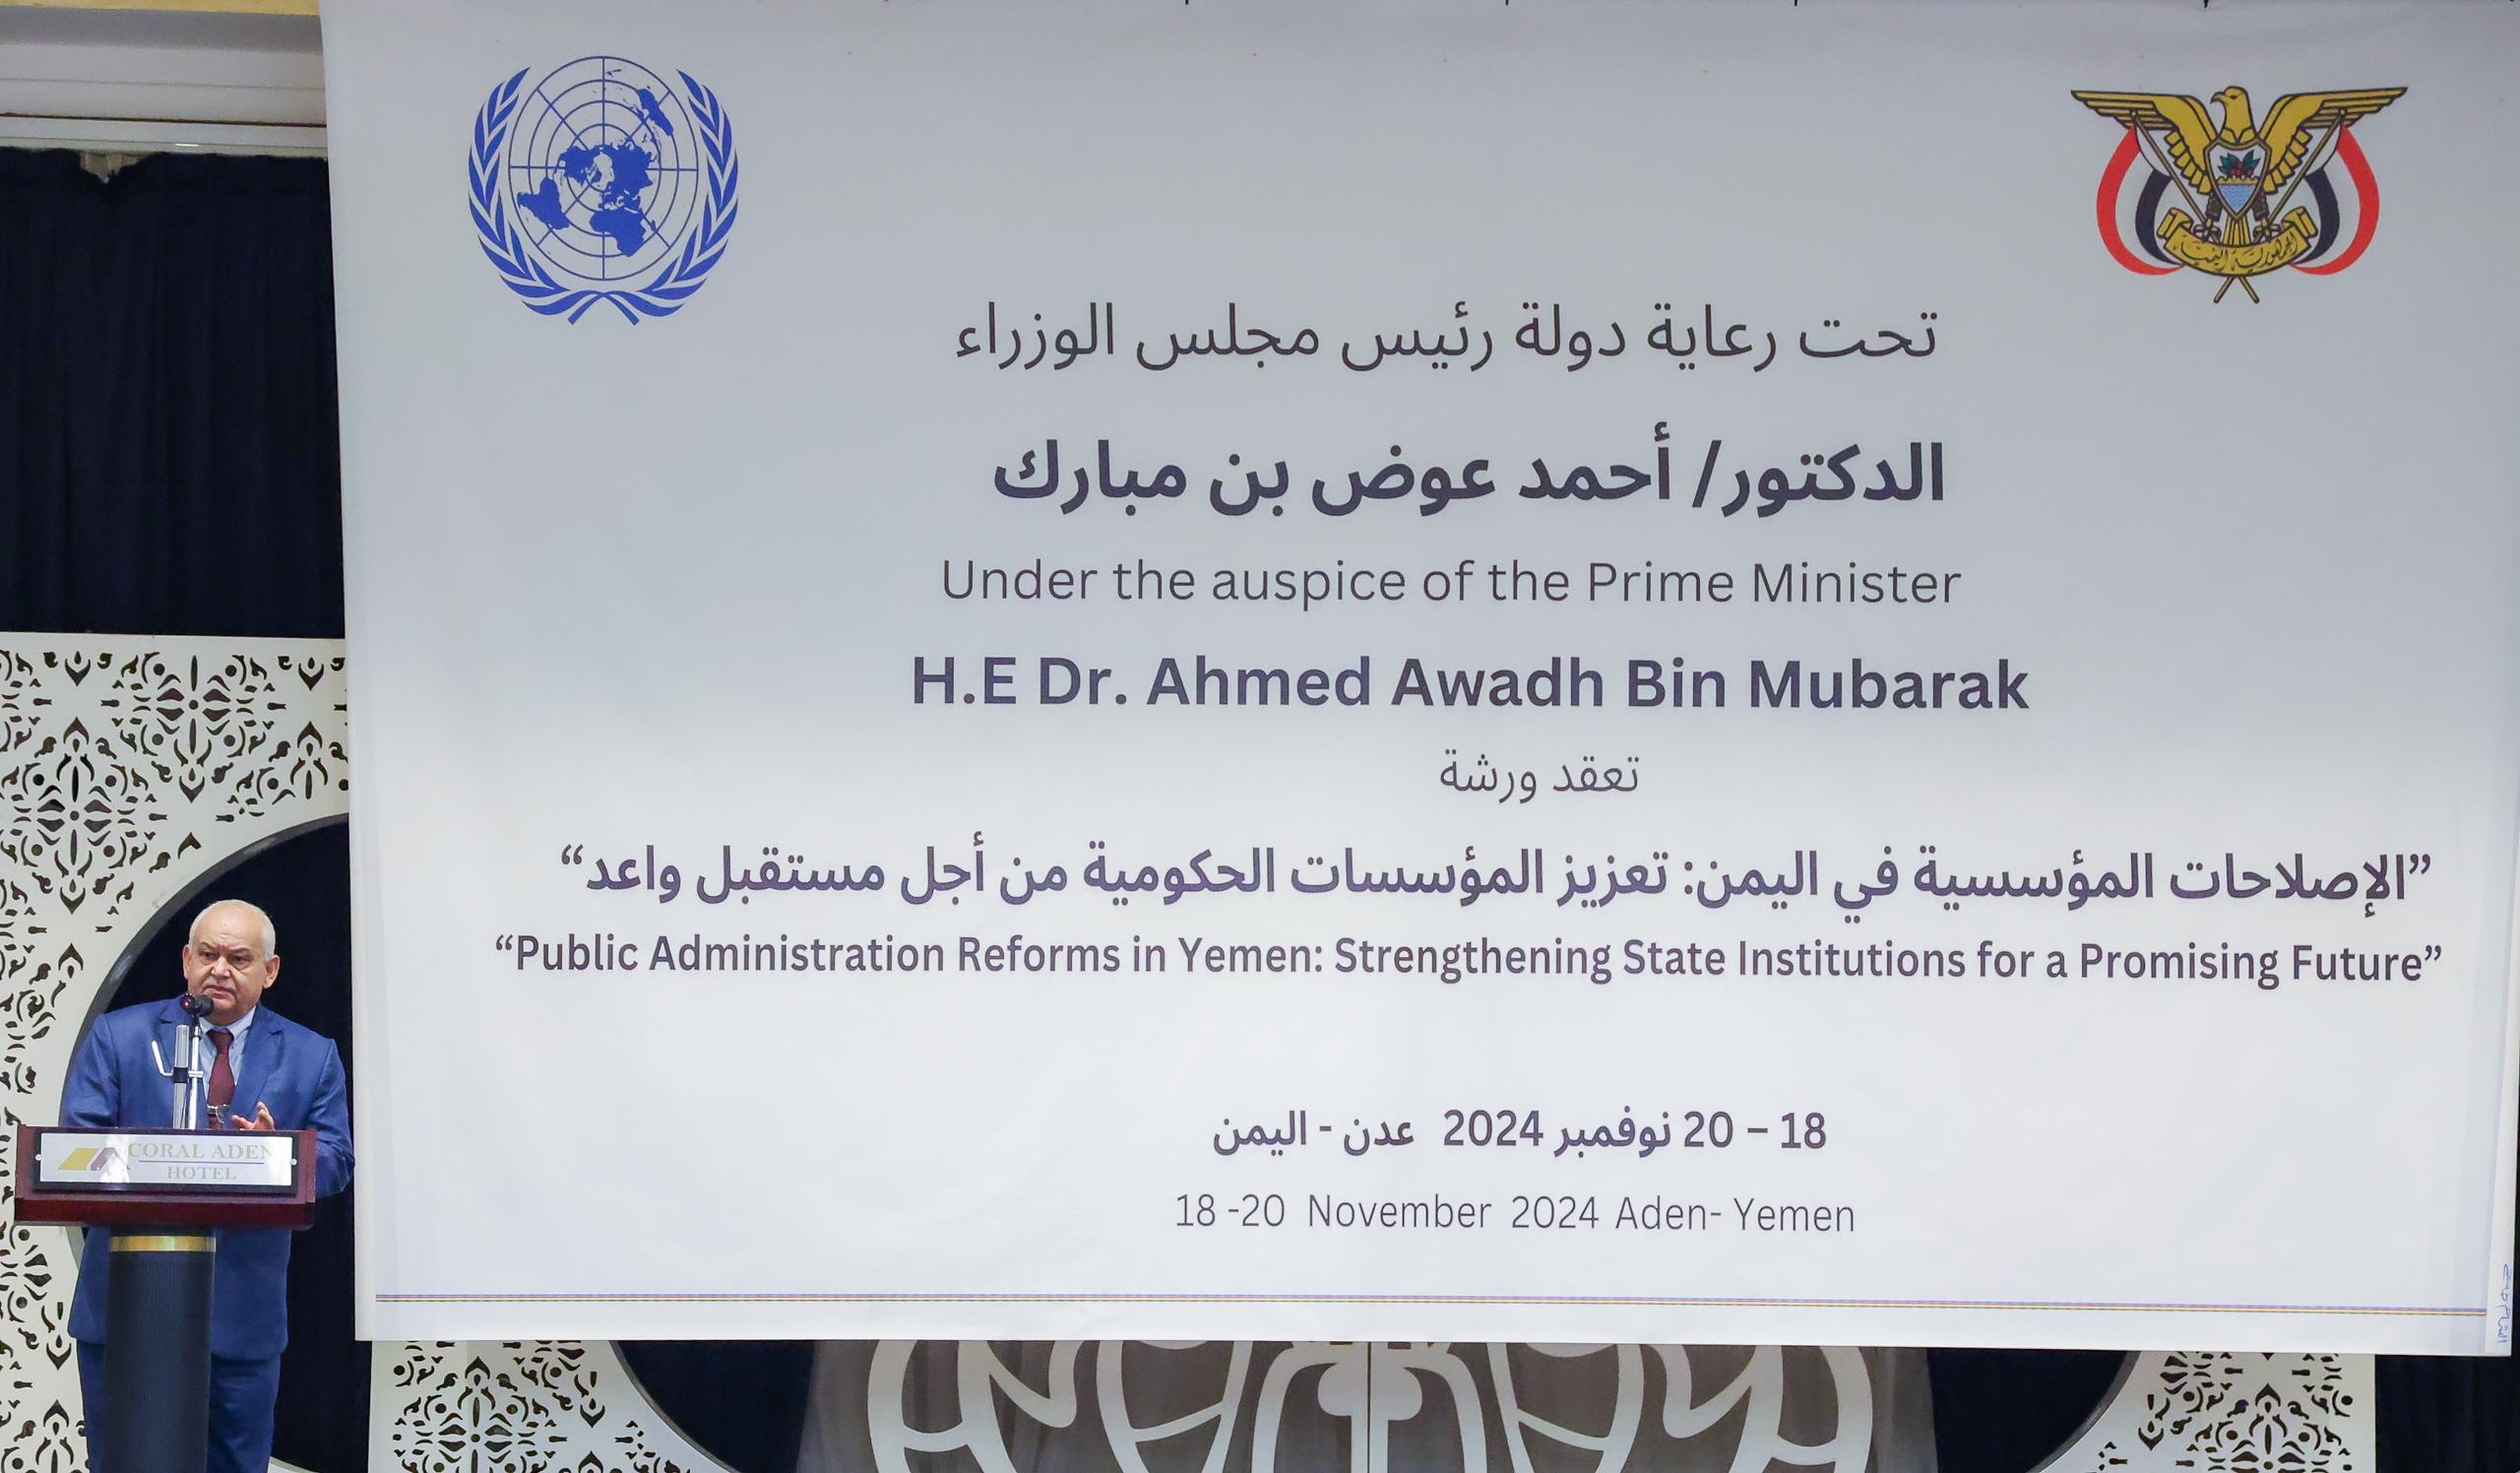 الجمهورية اليمنية
تحت رعاية دولة رئيس مجلس الوزراء
الدكتور/ أحمد عوض بن مبارك
Under the auspice of the Prime Minister
H.E Dr. Ahmed Awadh Bin Mubarak
تعقد ورشة
”الإصلاحات المؤسسية في اليمن: تعزيز المؤسسات الحكومية من أجل مستقبل واعد“
“Public Administration Reforms in Yemen: Strengthening State Institutions for a Promising Future”
18 – 20 نوفمبر 2024 عدن - اليمن
18 -20 November 2024 Aden- Yemen
CORAL ADEN
HOTEL